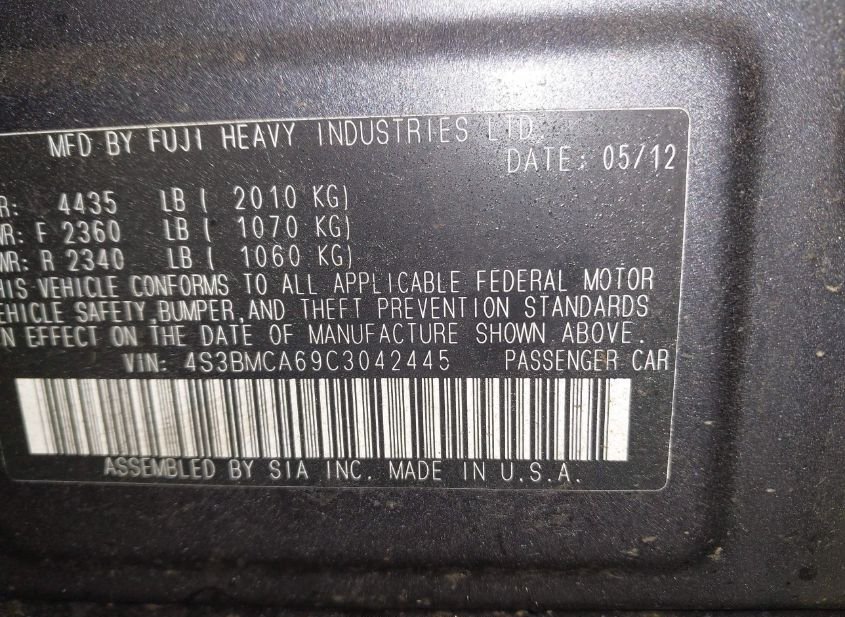 MFD BY FUJI HEAVY INDUSTRIES LTD.
DATE: 05/12
R: 4435 LB ( 2010 KG)
WR: F 2360 LB ( 1070 KG)
WR: R 2340 LB ( 1060 KG)
HIS VEHICLE CONFORMS TO ALL APPLICABLE FEDERAL MOTOR
EHICLE SAFETY,BUMPER,AND THEFT PREVENTION STANDARDS
N EFFECT ON THE DATE OF MANUFACTURE SHOWN ABOVE.
VIN: 4S3BMCA69C3042445 PASSENGER CAR
ASSEMBLED BY SIA INC. MADE IN U.S.A.